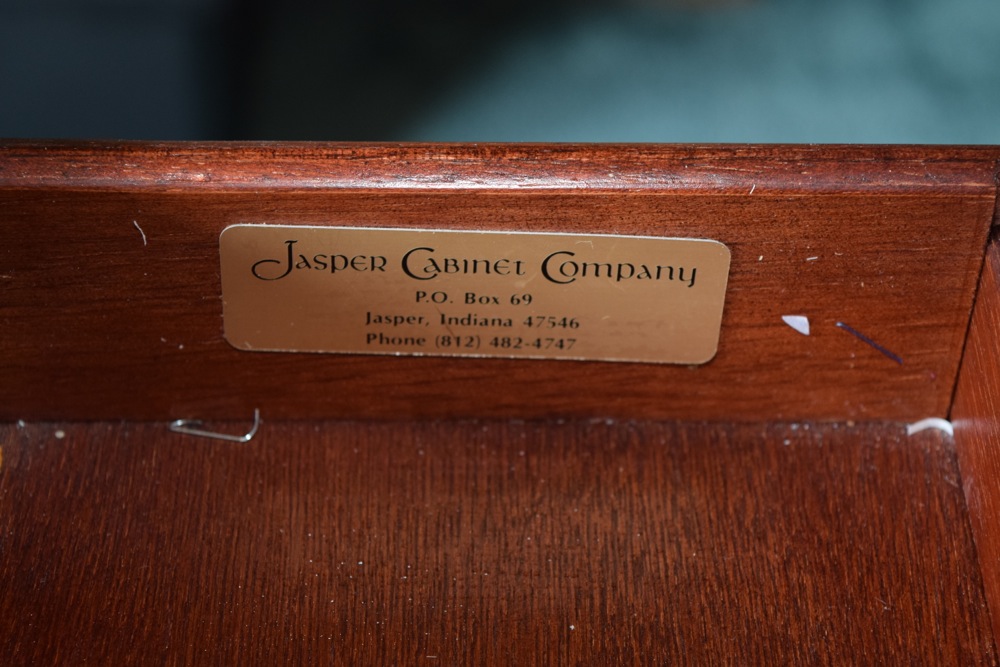 Jasper Cabinet Company
P.O. Box 69
Jasper, Indiana 47546
Phone (812) 482-4747